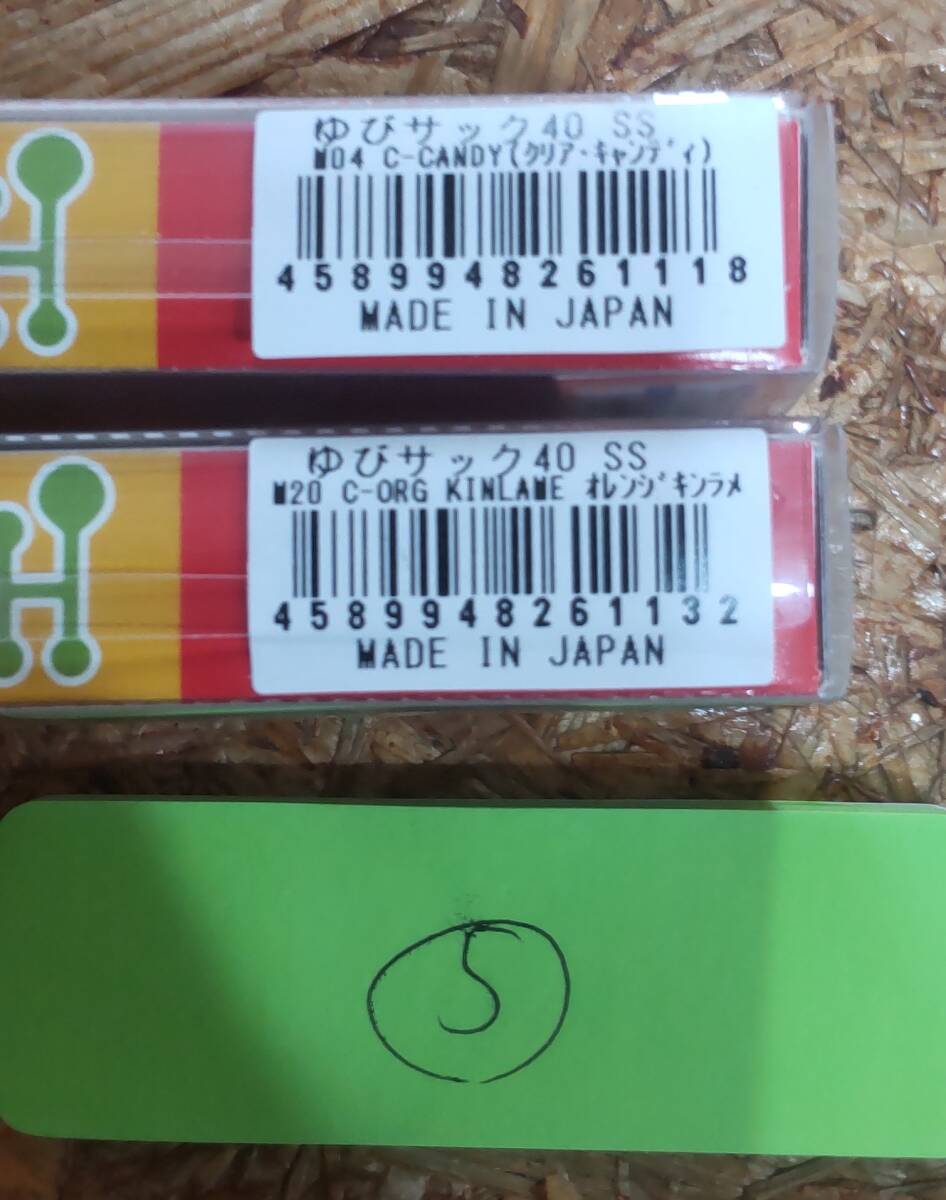 ゆびサック40 SS
M04 C-CANDY(ｸﾘｱ･ｷｬﾝﾃﾞｨ)
4589948261118
MADE IN JAPAN
ゆびサック40 SS
M20 C-ORG KINLAME ｵﾚﾝｼﾞｷﾝﾗﾒ
4589948261132
MADE IN JAPAN
5